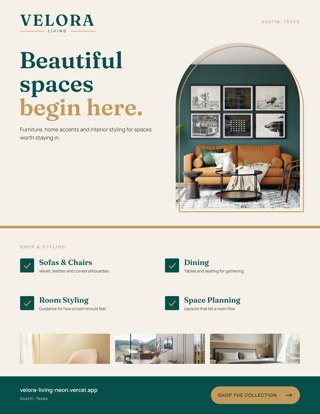 VELORA
LIVING
AUSTIN, TEXAS
Beautiful
spaces
begin here.
Furniture, home accents and interior styling for spaces
worth staying in.
SHOP & STYLING
Sofas & Chairs
Velvet, leather and curved silhouettes
Dining
Tables and seating for gathering
Room Styling
Guidance for how a room should feel
Space Planning
Layouts that let a room flow
velora-living-neon.vercel.app
Austin, Texas
SHOP THE COLLECTION →